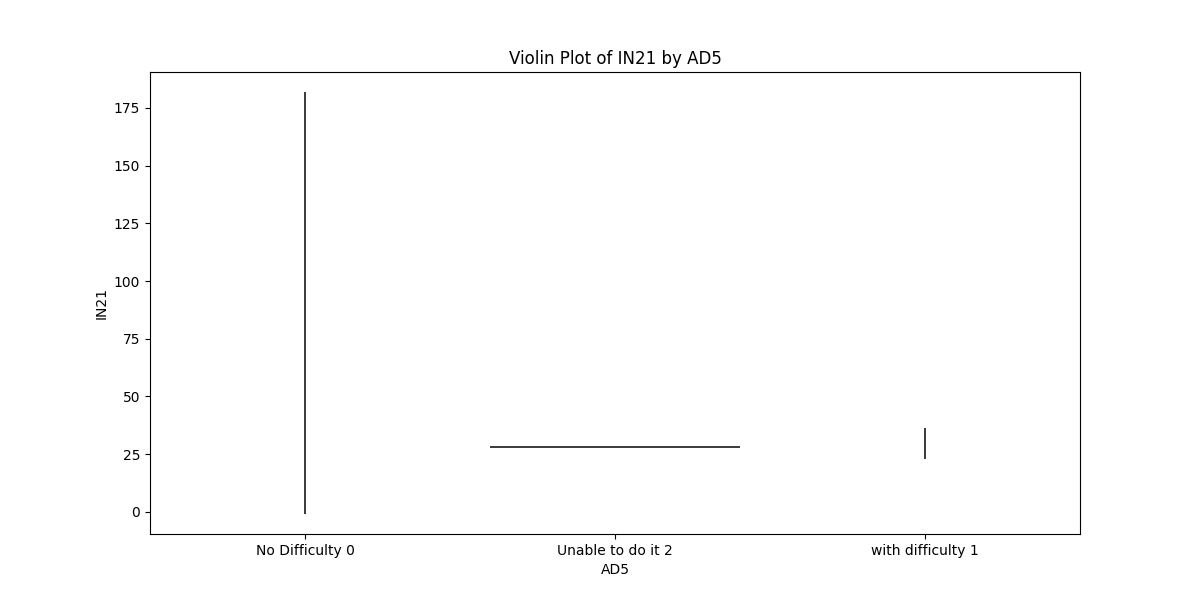 Violin Plot of IN21 by AD5
175
150
125
100
75
50
25
0
IN21
No Difficulty 0
Unable to do it 2
with difficulty 1
AD5